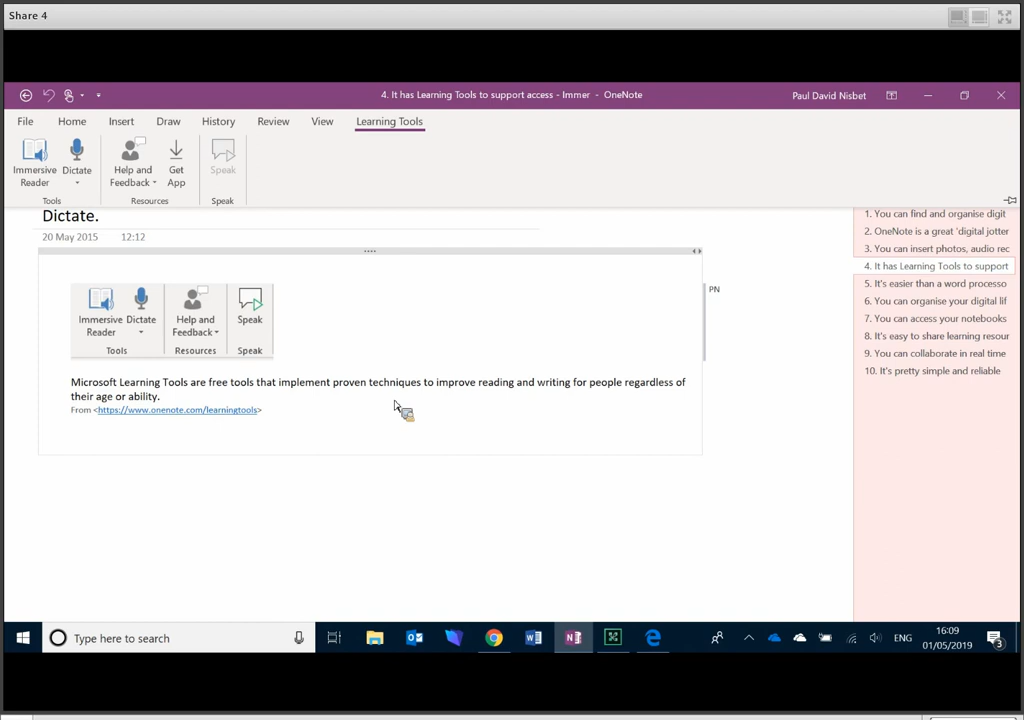 Share 4
4. It has Learning Tools to support access - Immer - OneNote
Paul David Nisbet
File Home Insert Draw History Review View Learning Tools
Immersive Reader
Dictate
Help and Feedback
Get App
Speak
Tools
Resources
Speak
Dictate.
20 May 2015 12:12
Immersive Reader
Dictate
Help and Feedback
Speak
Tools
Resources
Speak
PN
Microsoft Learning Tools are free tools that implement proven techniques to improve reading and writing for people regardless of
their age or ability.
From <https://www.onenote.com/learningtools>
1. You can find and organise digit
2. OneNote is a great 'digital jotter
3. You can insert photos, audio rec
4. It has Learning Tools to support
5. It's easier than a word processo
6. You can organise your digital lif
7. You can access your notebooks
8. It's easy to share learning resour
9. You can collaborate in real time
10. It's pretty simple and reliable
Type here to search
ENG
16:09
01/05/2019
3